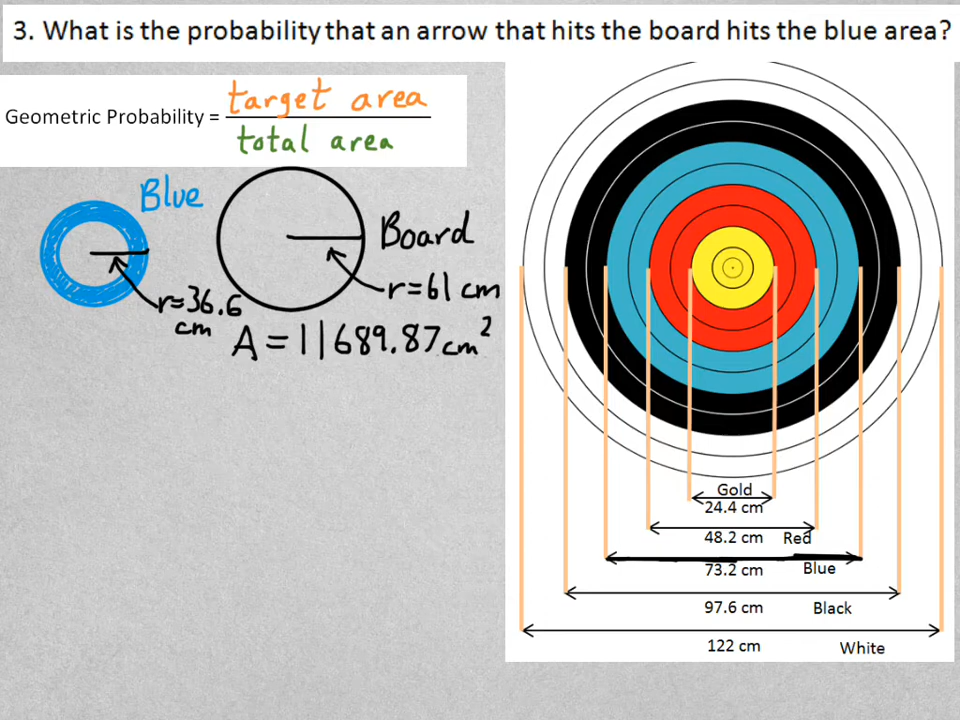 3. What is the probability that an arrow that hits the board hits the blue area?
Geometric Probability = target area
total area
Blue
Board
r=36.6
cm
r=61 cm
A=11689.87cm²
Gold
24.4 cm
48.2 cm Red
73.2 cm Blue
97.6 cm Black
122 cm White